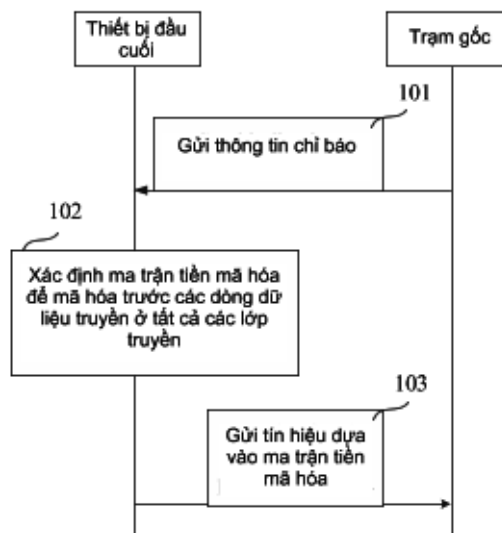 Thiết bị đầu
cuối
Trạm gốc
101
Gửi thông tin chỉ báo
102
Xác định ma trận tiền mã hóa
để mã hóa trước các dòng dữ
liệu truyền ở tất cả các lớp
truyền
103
Gửi tín hiệu dựa
vào ma trận tiền
mã hóa